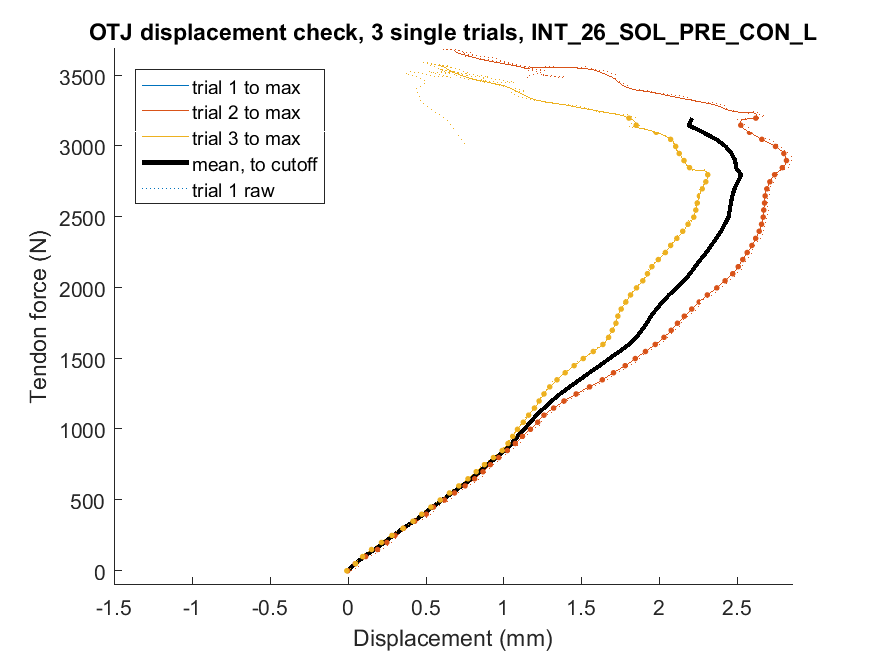 OTJ displacement check, 3 single trials, INT_26_SOL_PRE_CON_L
3500
3000
2500
2000
1500
1000
500
0
Tendon force (N)
trial 1 to max
trial 2 to max
trial 3 to max
mean, to cutoff
trial 1 raw
-1.5
-1
-0.5
0
0.5
1
1.5
2
2.5
Displacement (mm)